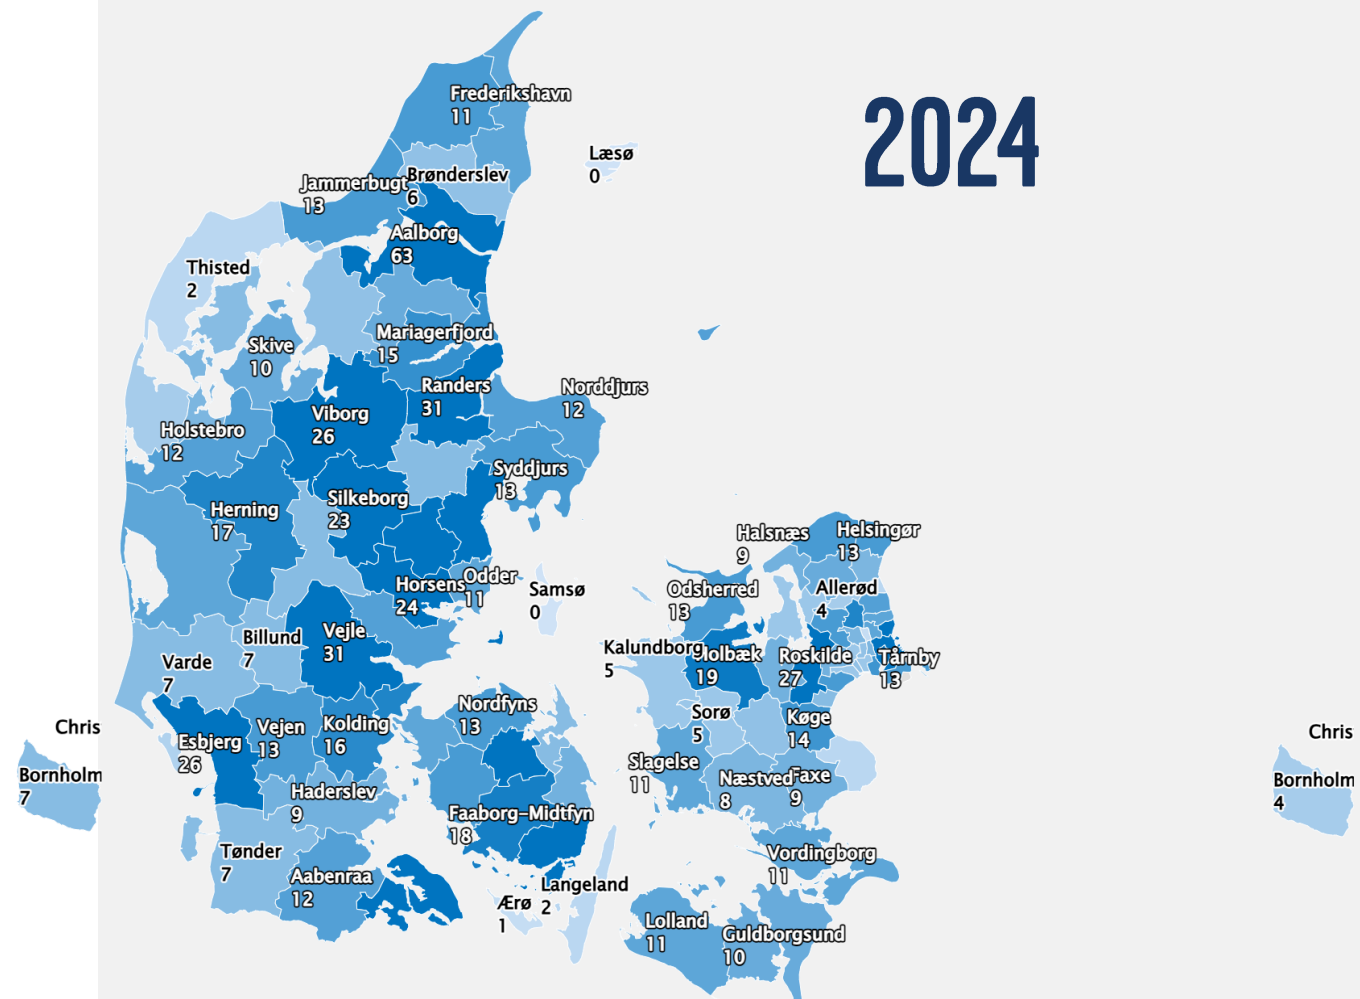 2024
Frederikshavn
11
Læsø
0
Brønderslev
6
Jammerbugt
13
Aalborg
63
Thisted
2
Mariagerfjord
15
Skive
10
Randers
31
Norddjurs
12
Viborg
26
Holstebro
12
Syddjurs
13
Silkeborg
23
Herning
17
Halsnæs
9
Helsingør
13
Odder
11
Horsens
24
Samsø
0
Odsherred
13
Allerød
4
Vejle
31
Billund
7
Kalundborg
5
Holbæk
19
Roskilde
27
Tårnby
13
Varde
7
Nordfyns
13
Sorø
5
Køge
14
Chris
Vejen
13
Kolding
16
Esbjerg
26
Chris
Bornholm
7
Slagelse
11
Næstved
8
Faxe
9
Bornholm
4
Haderslev
9
Faaborg-Midtfyn
18
Tønder
7
Vordingborg
11
Aabenraa
12
Langeland
2
Ærø
1
Lolland
11
Guldborgsund
10